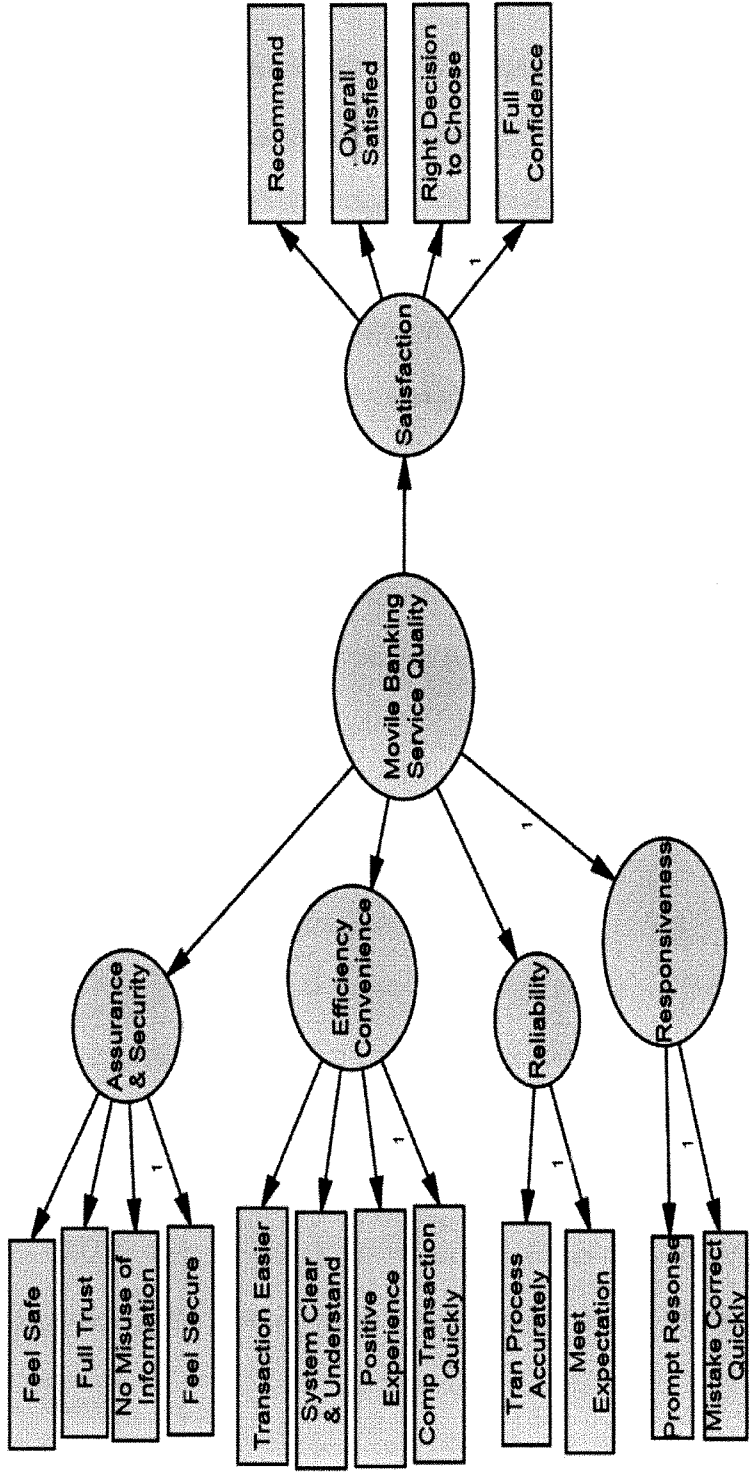 Feel Safe
Full Trust
No Misuse of
Information
Feel Secure
Transaction Easier
System Clear
& Understand
Positive
Experience
Comp Transaction
Quickly
Tran Process
Accurately
Meet
Expectation
Prompt Resonse
Mistake Correct
Quickly
1
1
1
1
Assurance
& Security
Efficiency
Convenience
Reliability
Responsiveness
1
Movile Banking
Service Quality
Satisfaction
1
Recommend
Overall
Satisfied
Right Decision
to Choose
Full
Confidence